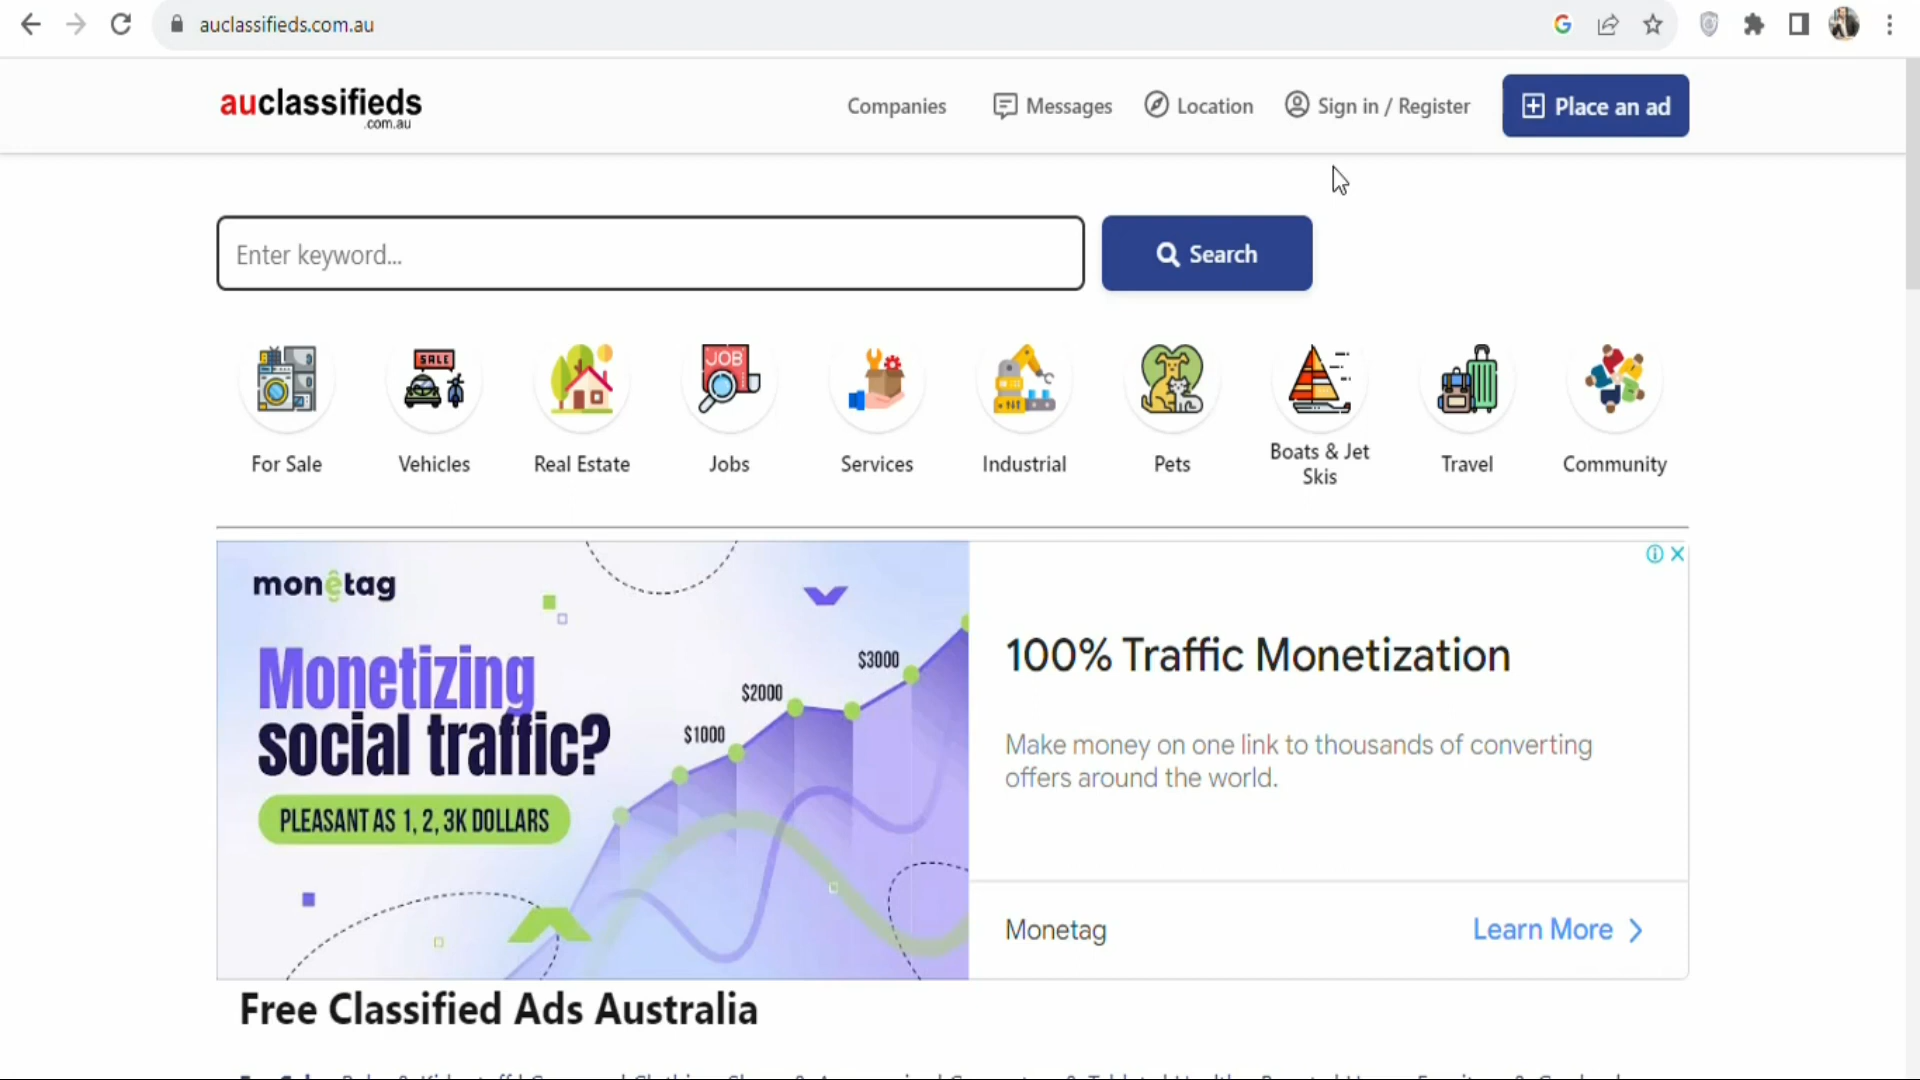 auclassifieds.com.au
auclassifieds
.com.au
Companies
Messages
Location
Sign in / Register
Place an ad
Enter keyword...
Search
SALE
JOB
For Sale
Vehicles
Real Estate
Jobs
Services
Industrial
Pets
Boats & Jet
Skis
Travel
Community
monetag
Monetizing
social traffic?
PLEASANT AS 1, 2, 3K DOLLARS
$1000
$2000
$3000
100% Traffic Monetization
Make money on one link to thousands of converting
offers around the world.
Monetag
Learn More
Free Classified Ads Australia